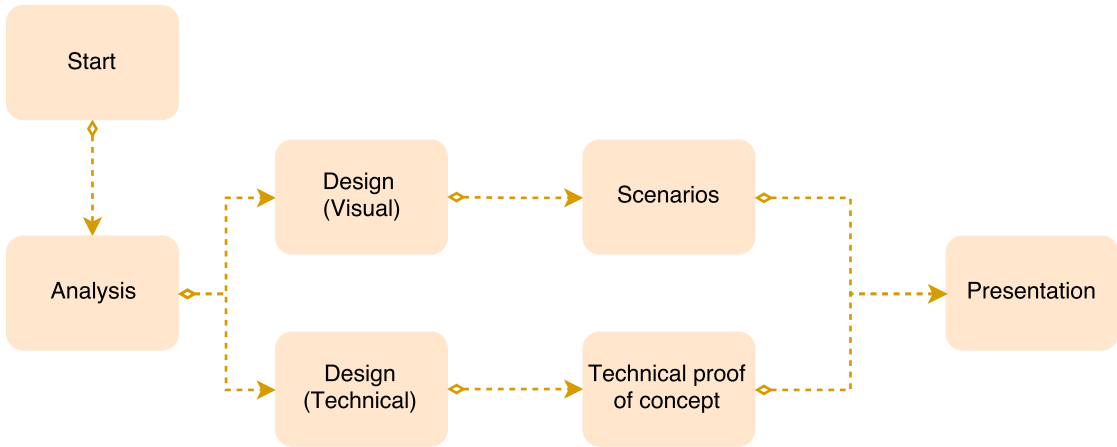 Start
Analysis
Design
(Visual)
Scenarios
Design
(Technical)
Technical proof
of concept
Presentation